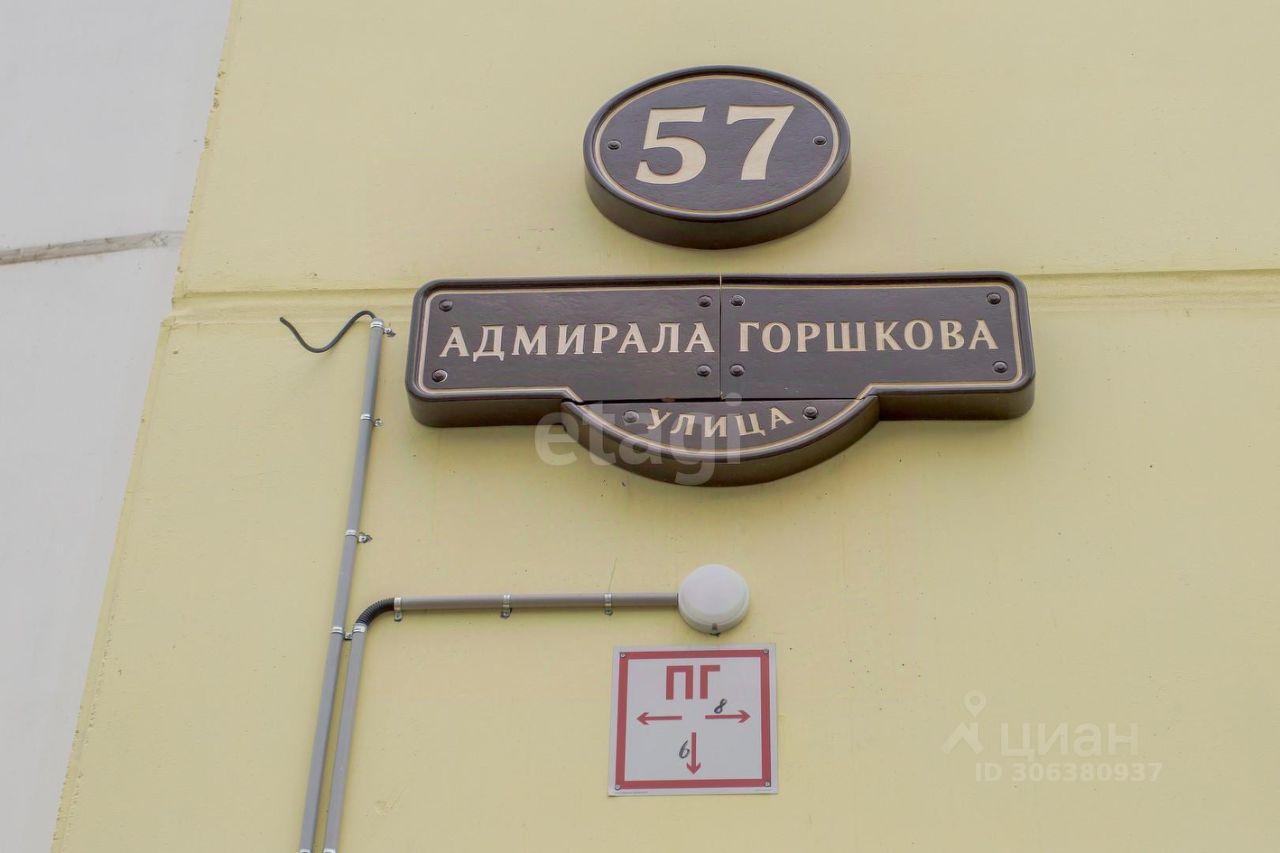 57
АДМИРАЛА ГОРШКОВА
УЛИЦА
etagi
ПГ
8
6
циан
ID 306380937